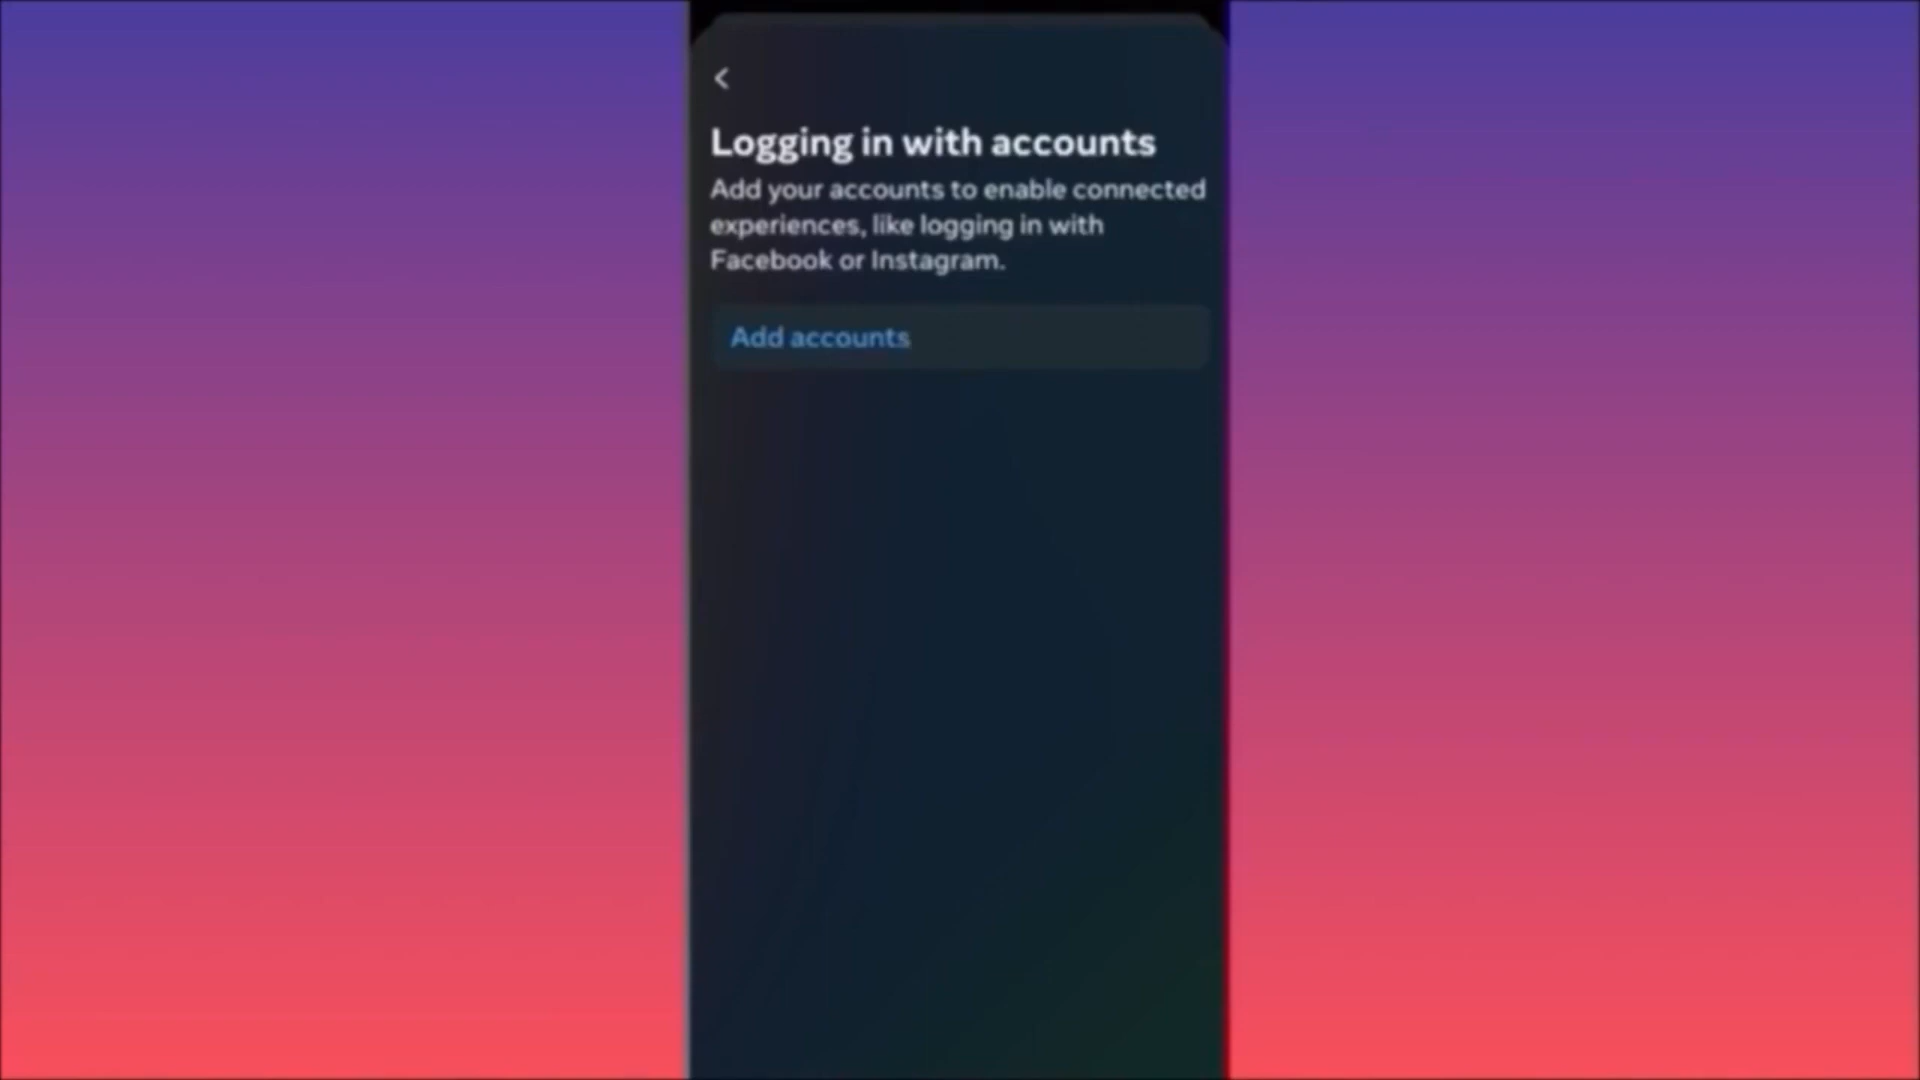 Logging in with accounts
Add your accounts to enable connected
experiences, like logging in with
Facebook or Instagram.
Add accounts